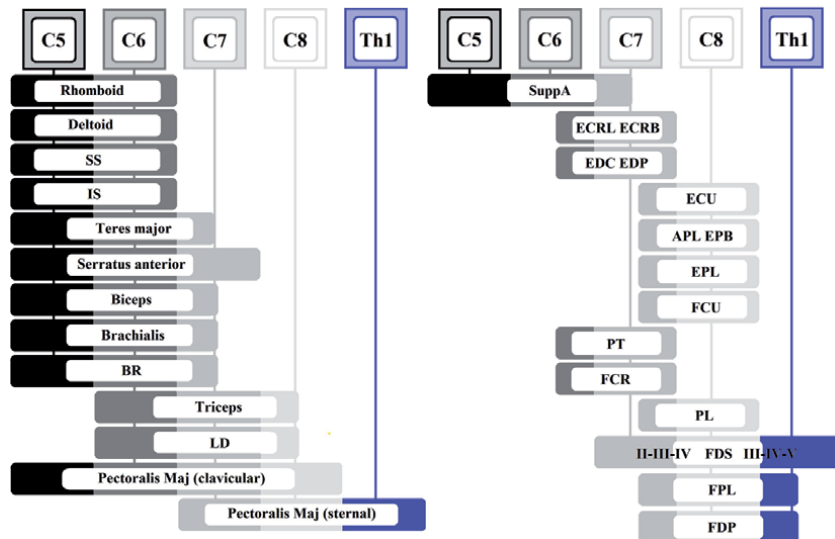 C5 C6 C7 C8 Th1
Rhomboid
Deltoid
SS
IS
Teres major
Serratus anterior
Biceps
Brachialis
BR
Triceps
LD
Pectoralis Maj (clavicular)
Pectoralis Maj (sternal)
C5 C6 C7 C8 Th1
SuppA
ECRL ECRB
EDC EDP
ECU
APL EPB
EPL
FCU
PT
FCR
PL
II-III-IV FDS III-IV-V
FPL
FDP